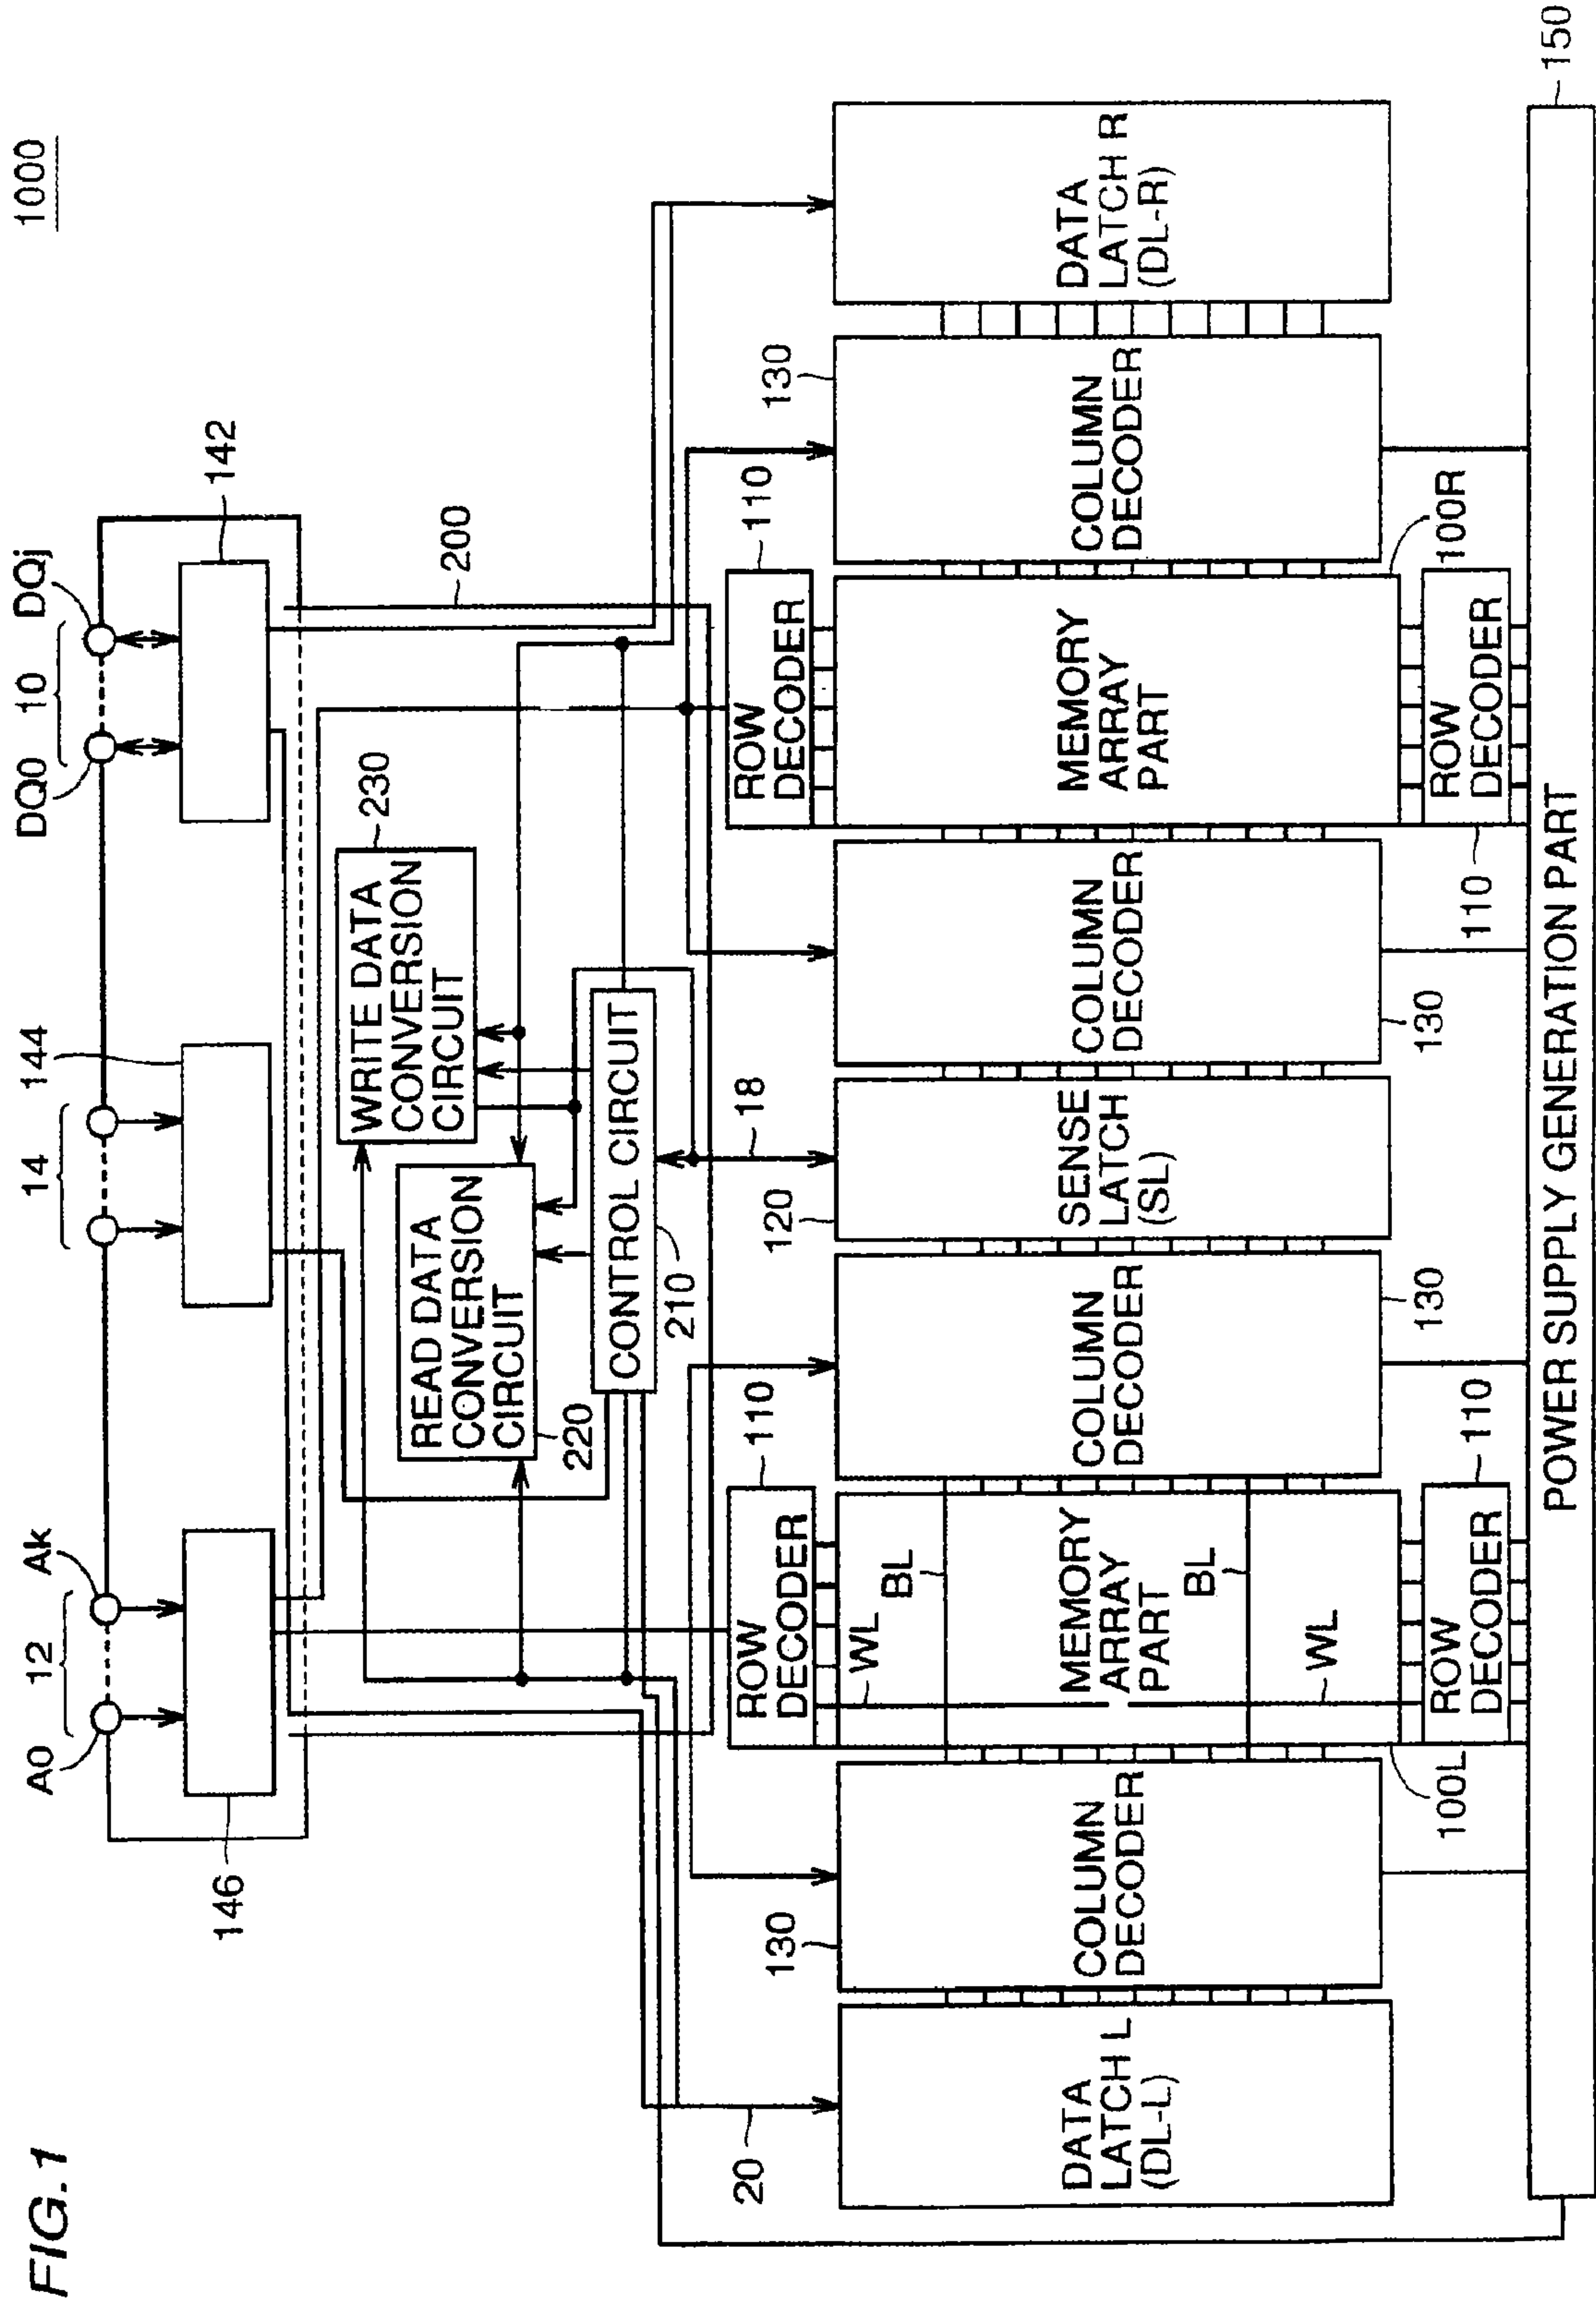 FIG.1
1000
A0
12
Ak
14
144
DQ0
10
DQj
146
142
200
WRITE DATA
CONVERSION
CIRCUIT
230
READ DATA
CONVERSION
CIRCUIT
220
CONTROL CIRCUIT
210
20
18
110
110
130
120
130
DATA
LATCH L
(DL-L)
COLUMN
DECODER
ROW
DECODER
WL
BL
MEMORY
ARRAY
PART
BL
WL
ROW
DECODER
100L
110
COLUMN
DECODER
130
SENSE
LATCH
(SL)
COLUMN
DECODER
130
ROW
DECODER
MEMORY
ARRAY
PART
ROW
DECODER
110
100R
COLUMN
DECODER
DATA
LATCH R
(DL-R)
POWER SUPPLY GENERATION PART
150